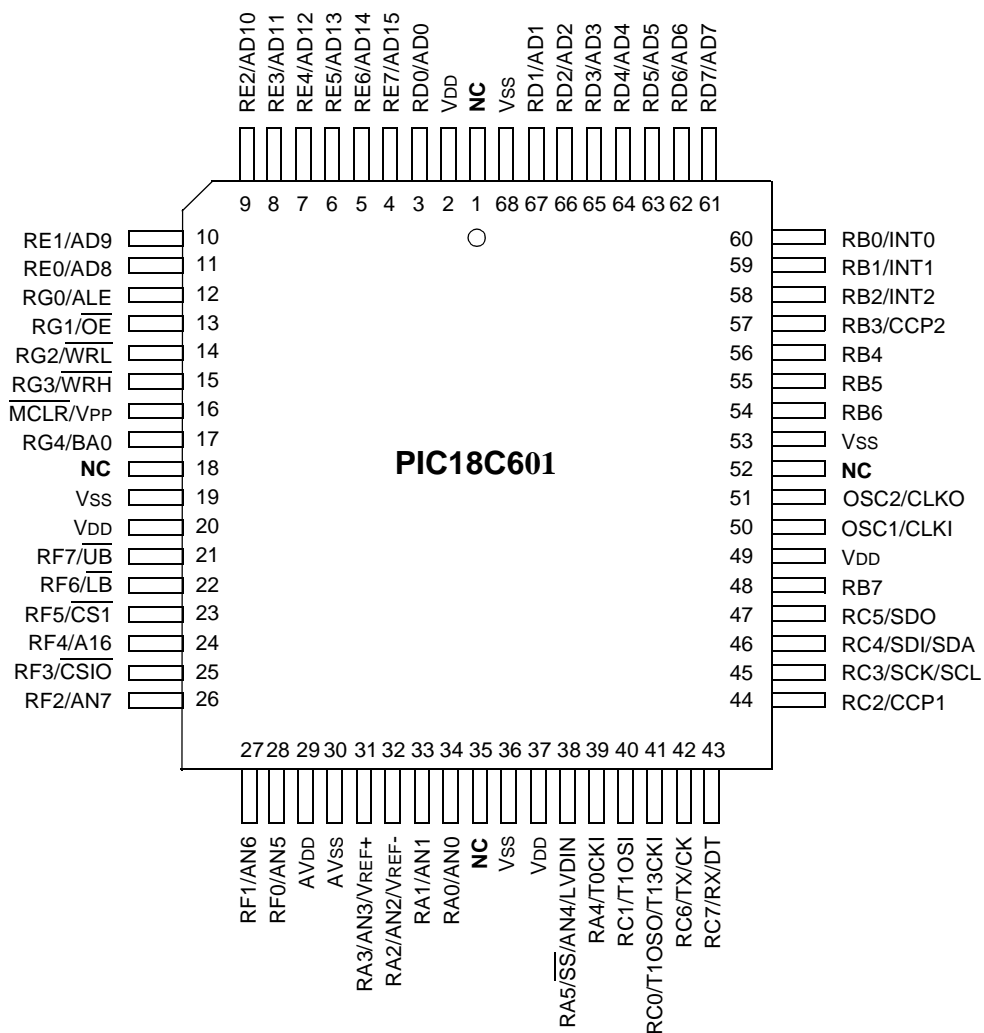 RE2/AD10
RE3/AD11
RE4/AD12
RE5/AD13
RE6/AD14
RE7/AD15
RD0/AD0
VDD
NC
VSS
RD1/AD1
RD2/AD2
RD3/AD3
RD4/AD4
RD5/AD5
RD6/AD6
RD7/AD7
9 8 7 6 5 4 3 2 1 68 67 66 65 64 63 62 61
RE1/AD9 10
RE0/AD8 11
RG0/ALE 12
RG1/O̅E̅ 13
RG2/W̅R̅L̅ 14
RG3/W̅R̅H̅ 15
M̅C̅L̅R̅/VPP 16
RG4/BA0 17
NC 18
VSS 19
VDD 20
RF7/U̅B̅ 21
RF6/L̅B̅ 22
RF5/C̅S̅1̅ 23
RF4/A16 24
RF3/C̅S̅I̅O̅ 25
RF2/AN7 26
PIC18C601
60 RB0/INT0
59 RB1/INT1
58 RB2/INT2
57 RB3/CCP2
56 RB4
55 RB5
54 RB6
53 VSS
52 NC
51 OSC2/CLKO
50 OSC1/CLKI
49 VDD
48 RB7
47 RC5/SDO
46 RC4/SDI/SDA
45 RC3/SCK/SCL
44 RC2/CCP1
27 28 29 30 31 32 33 34 35 36 37 38 39 40 41 42 43
RF1/AN6
RF0/AN5
AVDD
AVSS
RA3/AN3/VREF+
RA2/AN2/VREF-
RA1/AN1
RA0/AN0
NC
VSS
VDD
RA5/S̅S̅/AN4/LVDIN
RA4/T0CKI
RC1/T1OSI
RC0/T1OSO/T13CKI
RC6/TX/CK
RC7/RX/DT